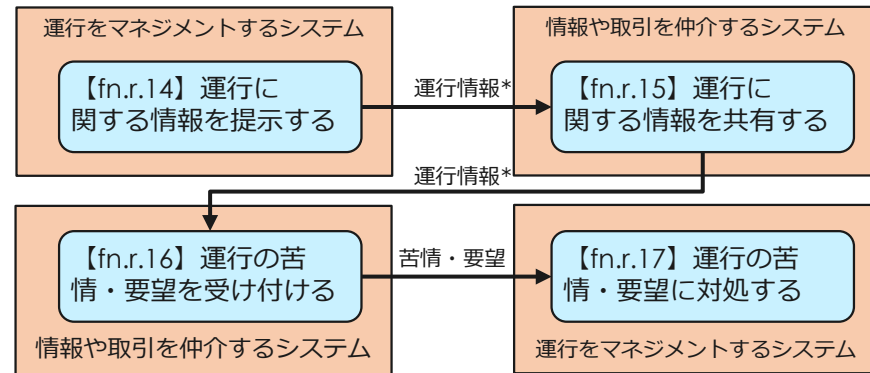 運行をマネジメントするシステム
情報や取引を仲介するシステム
【fn.r.14】運行に
関する情報を提示する
運行情報*
【fn.r.15】運行に
関する情報を共有する
運行情報*
【fn.r.16】運行の苦
情・要望を受け付ける
苦情・要望
【fn.r.17】運行の苦
情・要望に対処する
情報や取引を仲介するシステム
運行をマネジメントするシステム